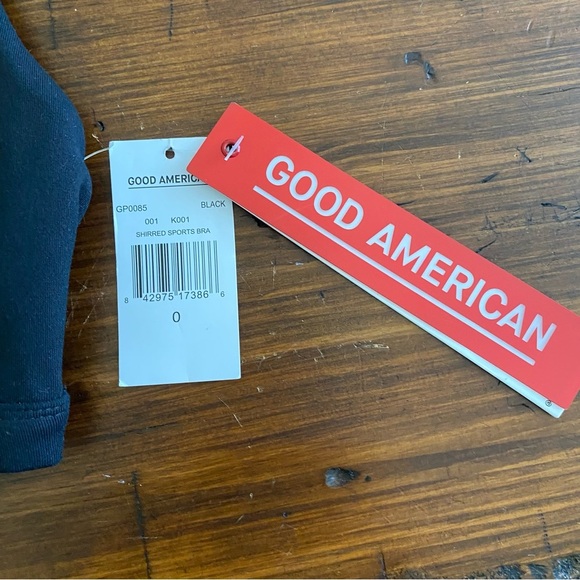 GOOD AMERICAN
GP0085 BLACK
001 K001
SHIRRED SPORTS BRA
8 42975 17386 6
0
GOOD AMERICAN
®